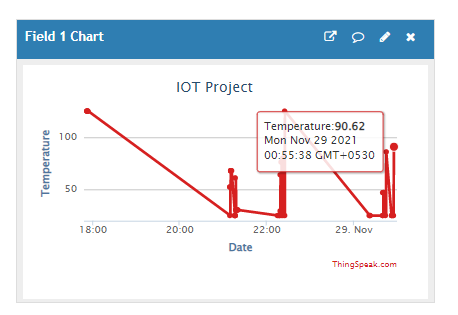 Field 1 Chart
IOT Project
Temperature
100
50
Temperature:90.62
Mon Nov 29 2021
00:55:38 GMT+0530
18:00 20:00 22:00 29. Nov
Date
ThingSpeak.com